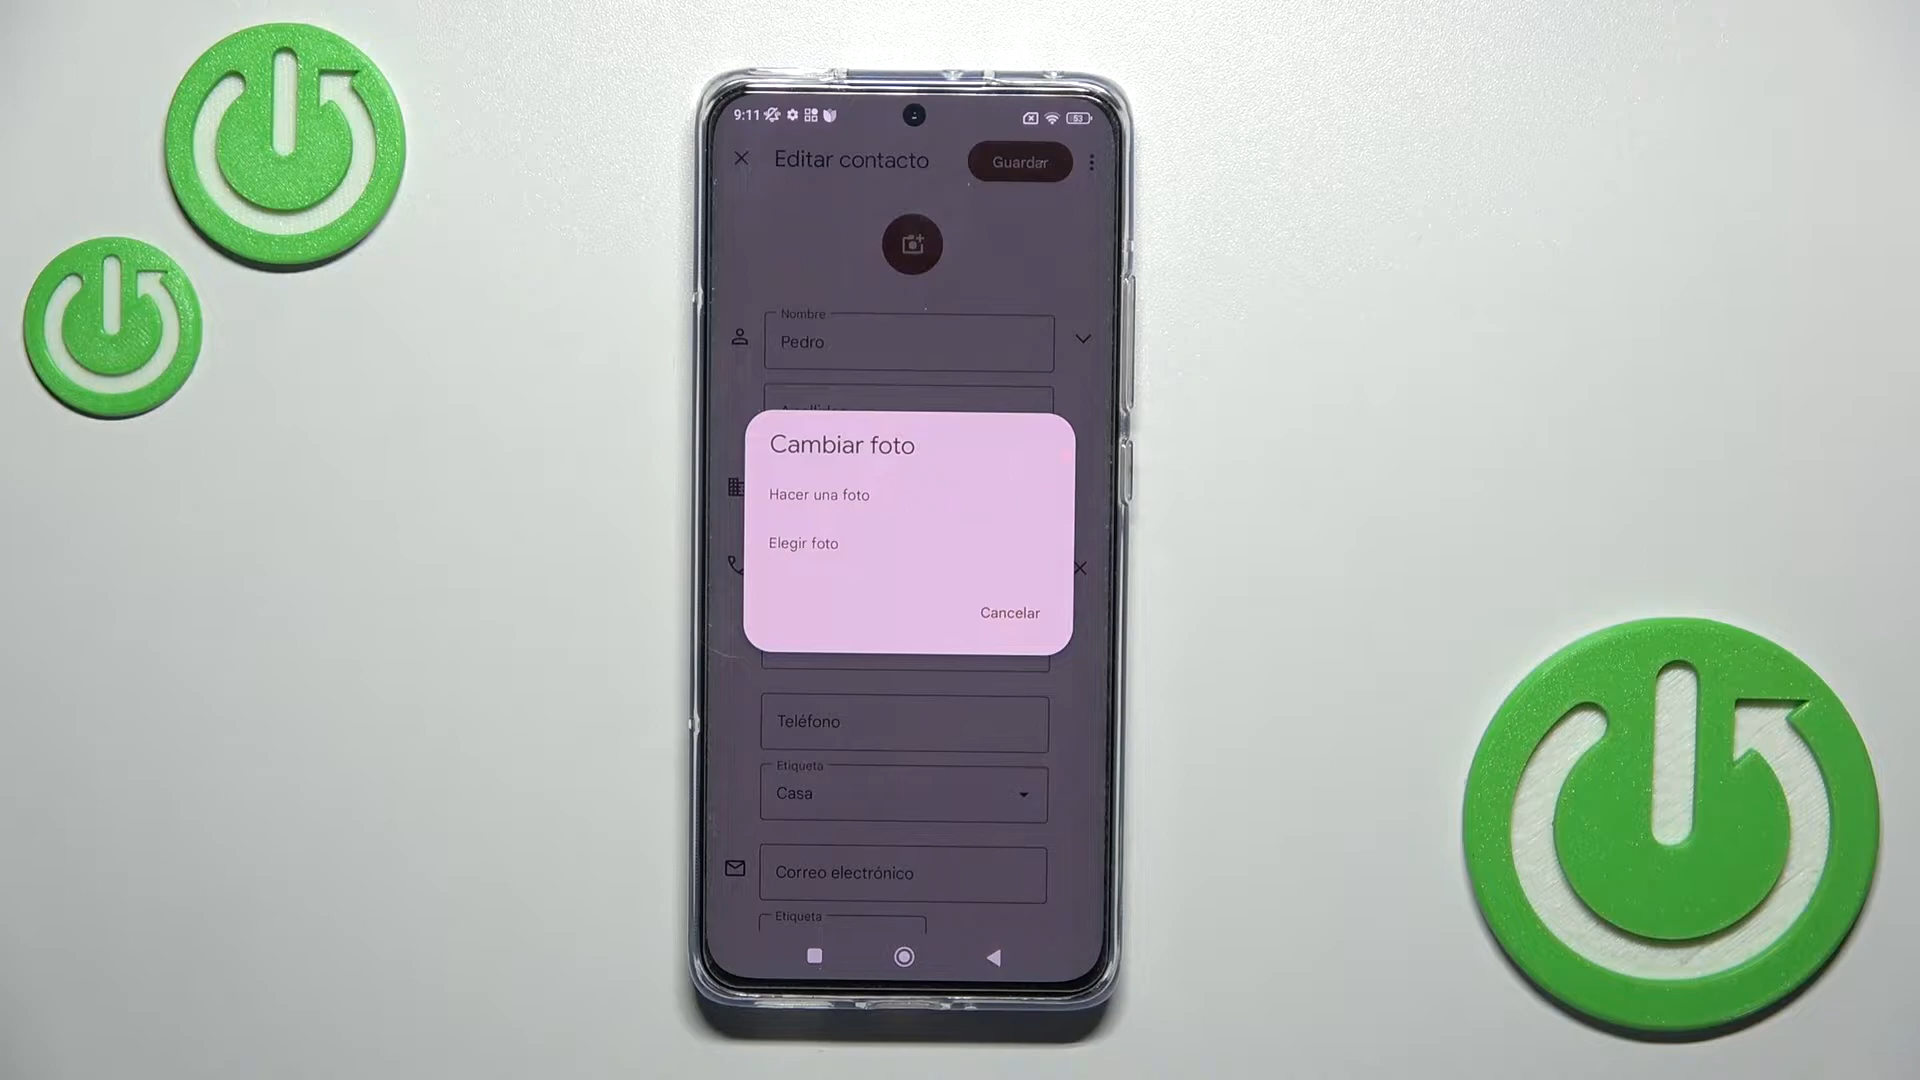 9:11
53
Editar contacto
Guardar
Nombre
Pedro
Cambiar foto
Hacer una foto
Elegir foto
Cancelar
Teléfono
Etiqueta
Casa
Correo electrónico
Etiqueta